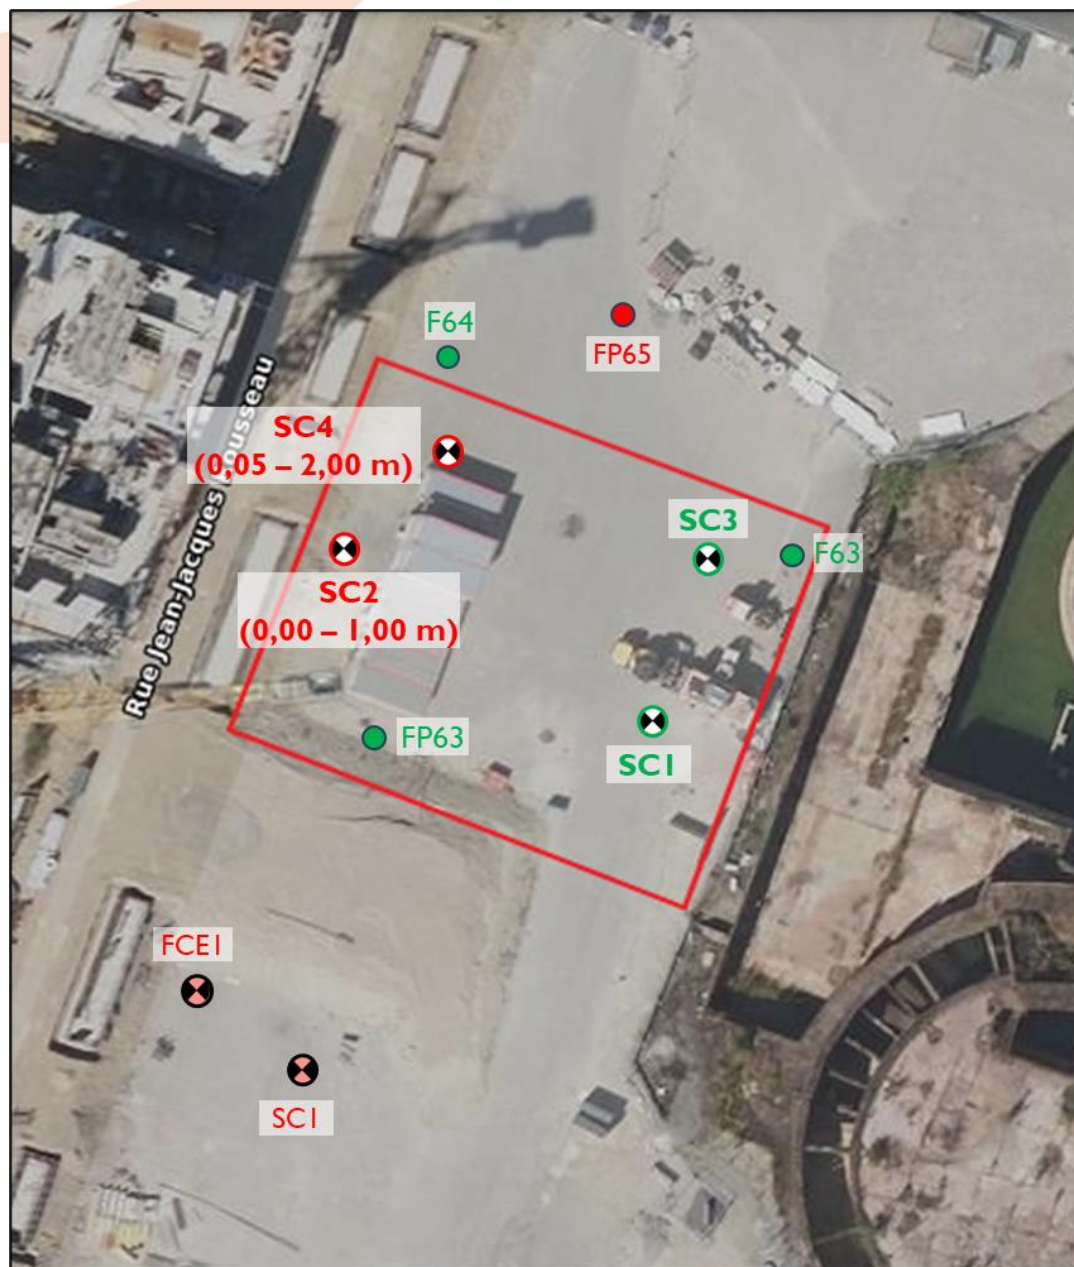 F64
FP65
Rue Jean-Jacques Rousseau
SC4
(0,05 – 2,00 m)
SC3
F63
SC2
(0,00 – 1,00 m)
FP63
SC1
FCE1
SC1